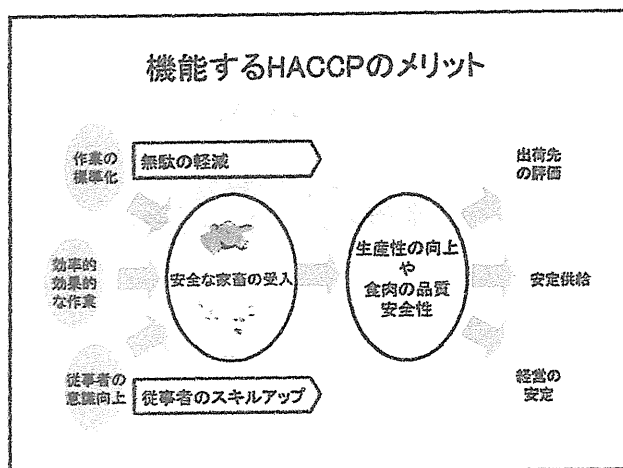 機能するHACCPのメリット
作業の
標準化
無駄の軽減
出荷先
の評価
効率的
効果的
な作業
安全な家畜の受入
生産性の向上
や
食肉の品質
安全性
安定供給
従事者の
意識向上
従事者のスキルアップ
経営の
安定